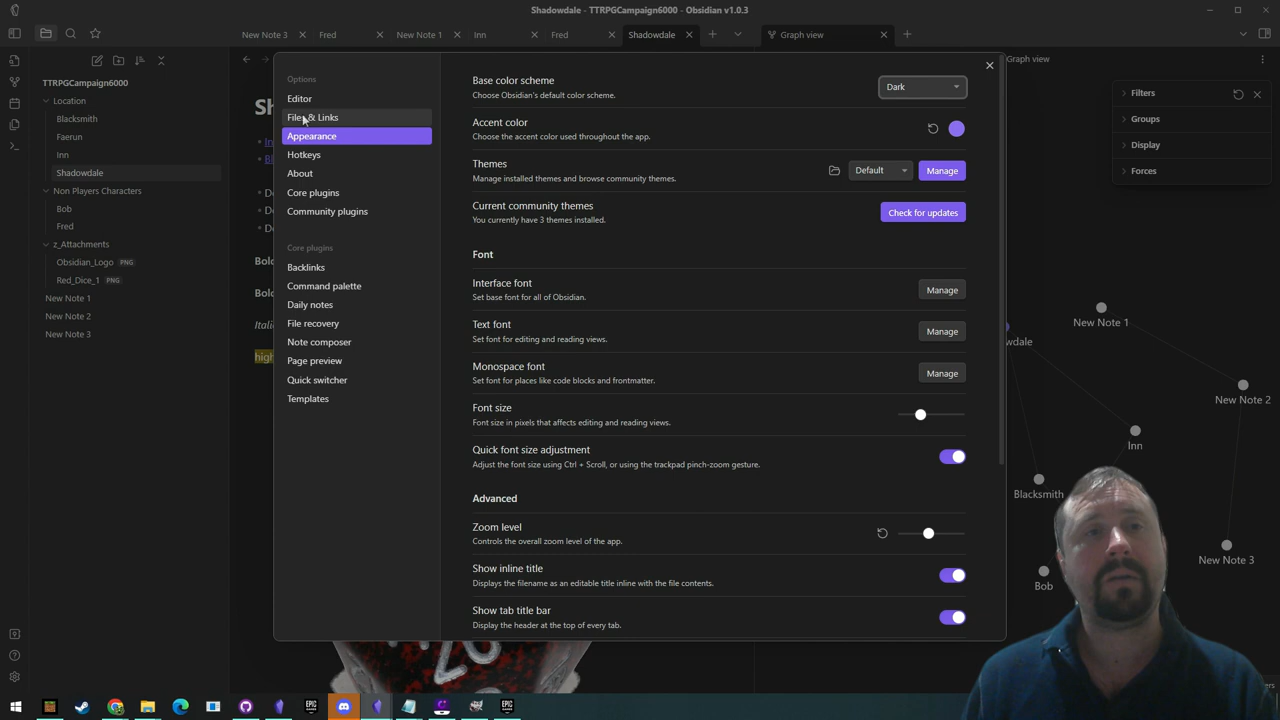 Shadowdale - TTRPGCampaign6000 - Obsidian v1.0.3
New Note 3
Fred
New Note 1
Inn
Fred
Shadowdale
Graph view
Graph view
TTRPGCampaign6000
Location
Blacksmith
Faerun
Inn
Shadowdale
Non Players Characters
Bob
Fred
z_Attachments
Obsidian_Logo PNG
Red_Dice_1 PNG
New Note 1
New Note 2
New Note 3
Options
Editor
Files & Links
Appearance
Hotkeys
About
Core plugins
Community plugins
Core plugins
Backlinks
Command palette
Daily notes
File recovery
Note composer
Page preview
Quick switcher
Templates
Base color scheme
Choose Obsidian's default color scheme.
Dark
Accent color
Choose the accent color used throughout the app.
Themes
Manage installed themes and browse community themes.
Default
Manage
Current community themes
You currently have 3 themes installed.
Check for updates
Font
Interface font
Set base font for all of Obsidian.
Manage
Text font
Set font for editing and reading views.
Manage
Monospace font
Set font for places like code blocks and frontmatter.
Manage
Font size
Font size in pixels that affects editing and reading views.
Quick font size adjustment
Adjust the font size using Ctrl + Scroll, or using the trackpad pinch-zoom gesture.
Advanced
Zoom level
Controls the overall zoom level of the app.
Show inline title
Displays the filename as an editable title inline with the file contents.
Show tab title bar
Display the header at the top of every tab.
Filters
Groups
Display
Forces
New Note 1
New Note 2
Inn
Blacksmith
New Note 3
Bob